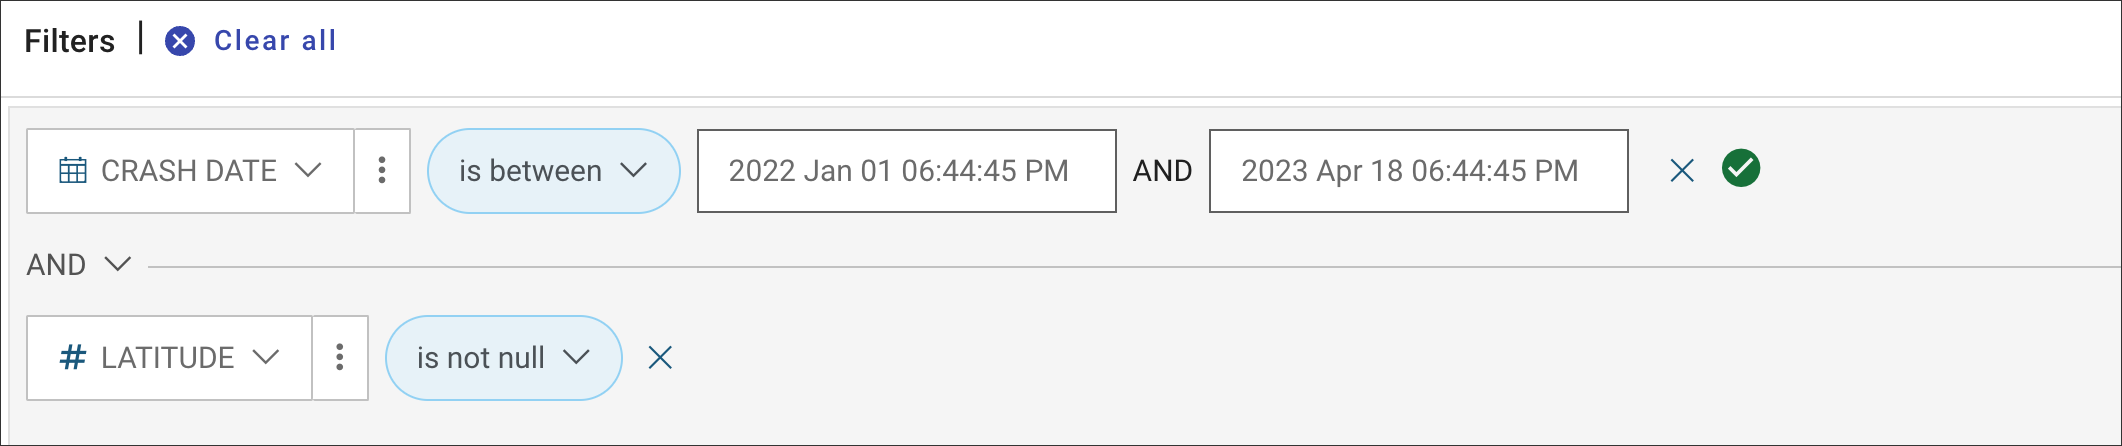 Filters | Clear all
CRASH DATE is between 2022 Jan 01 06:44:45 PM AND 2023 Apr 18 06:44:45 PM
AND
# LATITUDE is not null